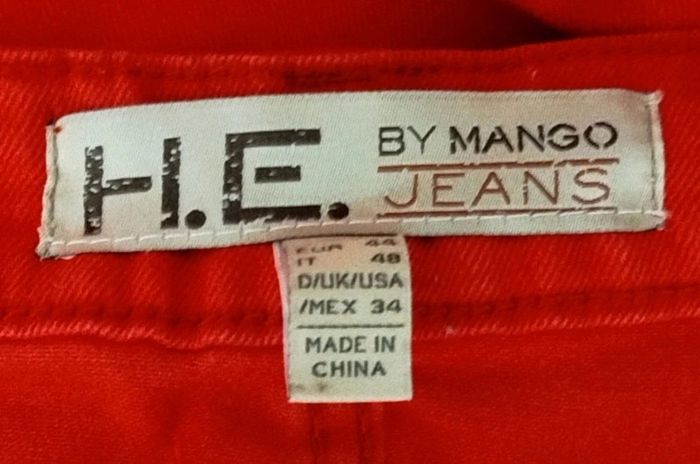 H.E. BY MANGO
JEANS
EUR 44
IT 48
D/UK/USA
/MEX 34
MADE IN
CHINA